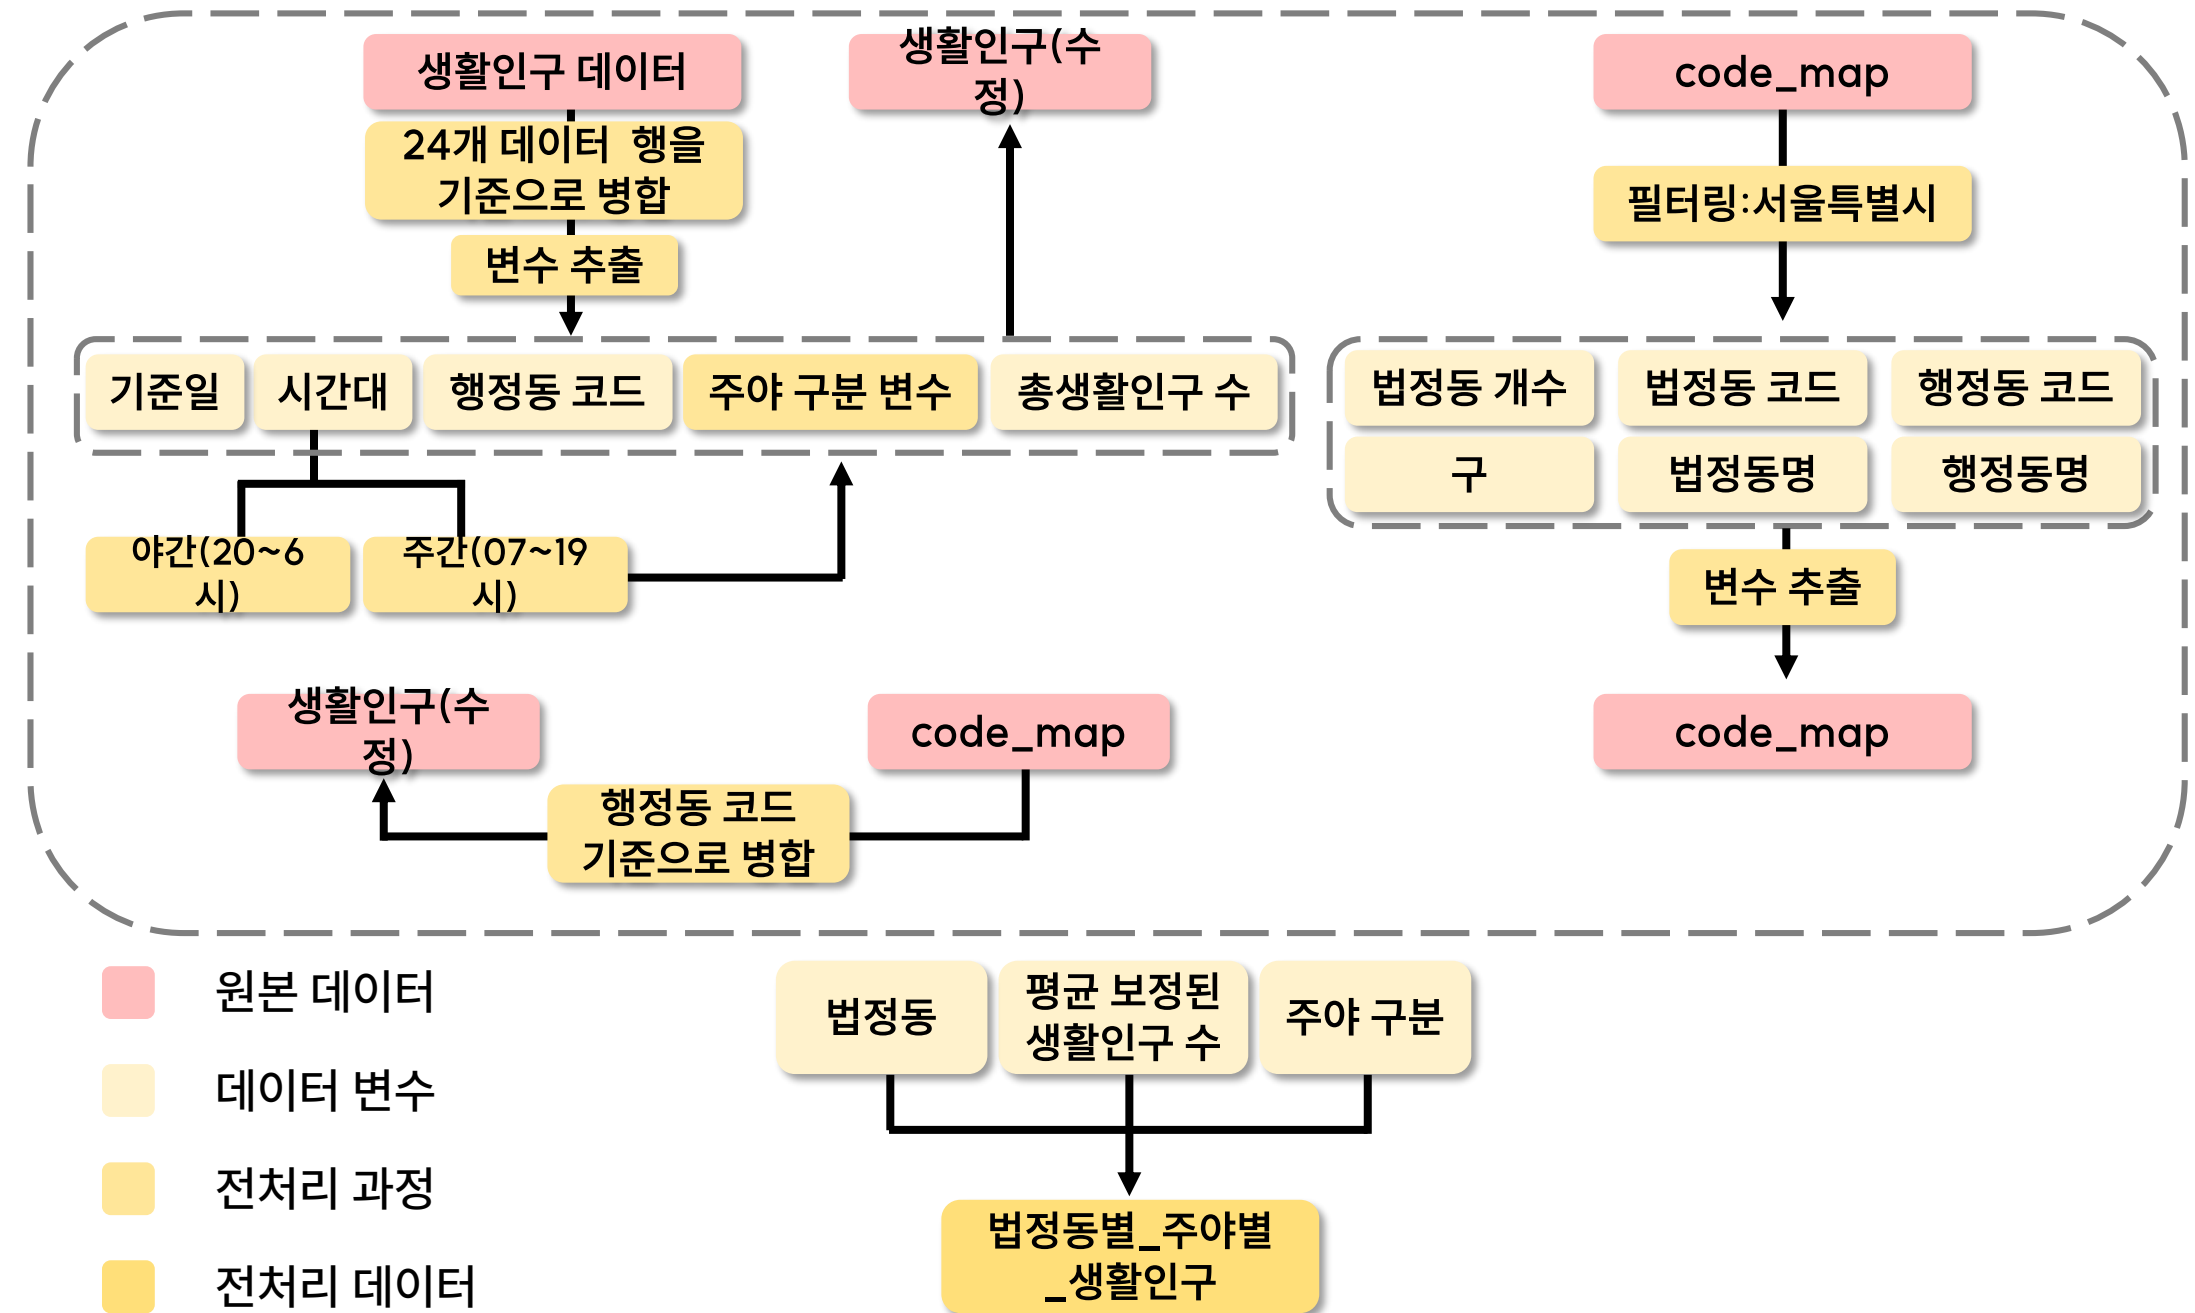 생활인구 데이터
생활인구(수
정)
code_map
24개 데이터 행을
기준으로 병합
필터링:서울특별시
변수 추출
기준일
시간대
행정동 코드
주야 구분 변수
총생활인구 수
법정동 개수
법정동 코드
행정동 코드
구
법정동명
행정동명
야간(20~6
시)
주간(07~19
시)
변수 추출
생활인구(수
정)
code_map
code_map
행정동 코드
기준으로 병합
원본 데이터
데이터 변수
전처리 과정
전처리 데이터
법정동
평균 보정된
생활인구 수
주야 구분
법정동별_주야별
_생활인구